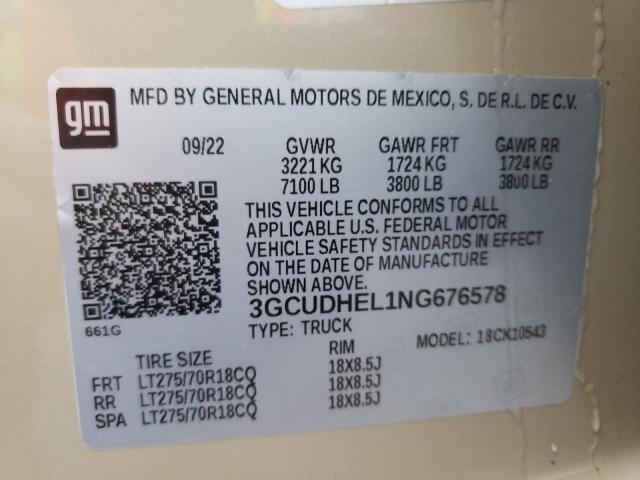 gm
MFD BY GENERAL MOTORS DE MEXICO, S. DE R.L. DE C.V.
09/22 GVWR GAWR FRT GAWR RR
3221 KG 1724 KG 1724 KG
7100 LB 3800 LB 3800 LB
THIS VEHICLE CONFORMS TO ALL
APPLICABLE U.S. FEDERAL MOTOR
VEHICLE SAFETY STANDARDS IN EFFECT
ON THE DATE OF MANUFACTURE
SHOWN ABOVE.
3GCUDHEL1NG676578
661G
TYPE: TRUCK MODEL: 18CK10543
TIRE SIZE RIM
FRT LT275/70R18CQ 18X8.5J
RR LT275/70R18CQ 18X8.5J
SPA LT275/70R18CQ 18X8.5J